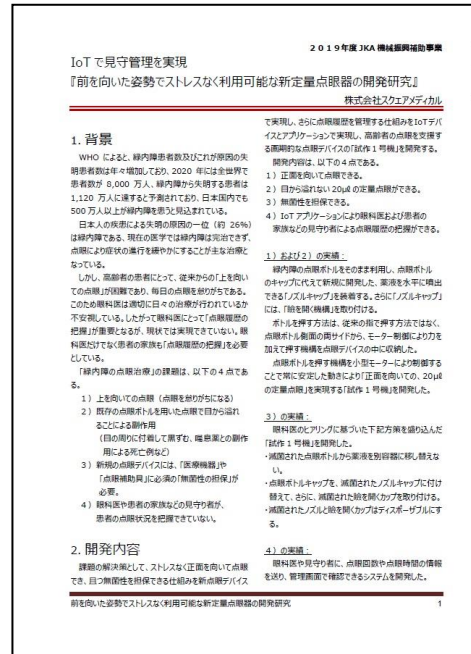 2019年度 JKA 機械振興補助事業
IoT で見守管理を実現
『前を向いた姿勢でストレスなく利用可能な新定量点眼器の開発研究』
株式会社スクエアメディカル
1. 背景
WHO によると、緑内障患者数及びこれが原因の失
明患者数は年々増加しており、2020 年には全世界で
患者数が 8,000 万人、緑内障から失明する患者は
1,120 万人に達すると予測されており、日本国内でも
500 万人以上が緑内障を患うと見込まれている。
日本人の疾患による失明の原因の一位（約 26%）
は緑内障である、現在の医学では緑内障は完治できず、
点眼により症状の進行を緩やかにすることが主な治療と
なっている。
しかし、高齢者の患者にとって、従来からの「上を向い
ての点眼」が困難であり、毎日の点眼を怠りがちである。
このため眼科医は適切に日々の治療が行われているか
不安視している。したがって眼科医にとって「点眼履歴の
把握」が重要となるが、現状では実現できていない。眼
科医だけでなく患者の家族も「点眼履歴の把握」を必要
としている。
「緑内障の点眼治療」の課題は、以下の 4 点であ
る。
1）上を向いての点眼（点眼を怠りがちになる）
2）既存の点眼ボトルを用いた点眼で目から溢れ
ることによる副作用
（目の周りに付着して黒ずむ、喘息薬との副作
用による死亡例など）
3）新規の点眼デバイスには、「医療機器」や
「点眼補助具」に必須の「無菌性の担保」が
必要。
4）眼科医や患者の家族などの見守り者が、
患者の点眼状況を把握できていない。
2. 開発内容
課題の解決策として、ストレスなく正面を向いて点眼
でき、且つ無菌性を担保できる仕組みを新点眼デバイス
で実現し、さらに点眼履歴を管理する仕組みをIoTデバ
イスとアプリケーションで実現し、高齢者の点眼を支援す
る画期的な点眼デバイスの「試作 1 号機」を開発する。
開発内容は、以下の 4 点である。
1）正面を向いて点眼できる。
2）目から溢れない 20μℓ の定量点眼ができる。
3）無菌性を担保できる。
4）IoT アプリケーションにより眼科医および患者の
家族などの見守り者による点眼履歴の把握ができる。
1）および2）の実績：
緑内障の点眼ボトルをそのまま利用し、点眼ボトル
のキャップに代えて新規に開発した、薬液を水平に噴出
できる「ノズルキャップ」を装着する。さらに「ノズルキャップ」
には、「瞼を開く機構」を取り付ける。
ボトルを押す方法は、従来の指で押す方法ではなく、
点眼ボトル側面の両サイドから、モーター制御により力を
加えて押す機構を点眼デバイスの中に収納した。
点眼ボトルを押す機構を小型モーターにより制御する
ことで常に安定した動きにより「正面を向いての、20μℓ
の定量点眼」を実現する「試作 1 号機」を開発した。
3）の実績：
眼科医のヒアリングに基づいた下記方策を盛り込んだ
「試作 1 号機」を開発した。
・滅菌された点眼ボトルから薬液を別容器に移し替えな
い。
・点眼ボトルキャップを、滅菌されたノズルキャップに付け
替えて、さらに、滅菌された瞼を開くカップを取り付ける。
・滅菌されたノズルと瞼を開くカップはディスポーザブルにす
る。
4）の実績：
眼科医や見守り者に、点眼回数や点眼時間の情報
を送り、管理画面で確認できるシステムを開発した。
前を向いた姿勢でストレスなく利用可能な新定量点眼器の開発研究 1